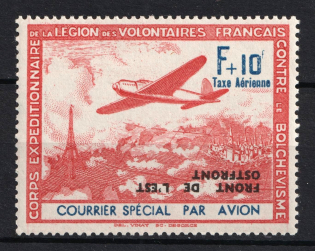 DE LA LÉGION DES VOLONTAIRES FRANÇAIS
CORPS EXPÉDITIONNAIRE
CONTRE LE BOLCHEVISME
F+10F
Taxe Aérienne
FRONT DE L'EST
OSTFRONT
COURRIER SPÉCIAL PAR AVION